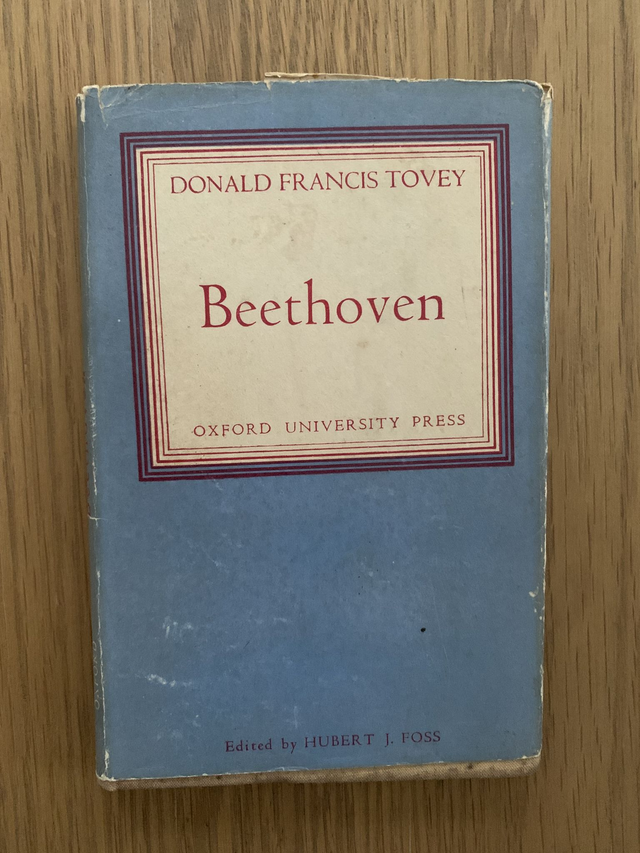 DONALD FRANCIS TOVEY
Beethoven
OXFORD UNIVERSITY PRESS
Edited by HUBERT J. FOSS